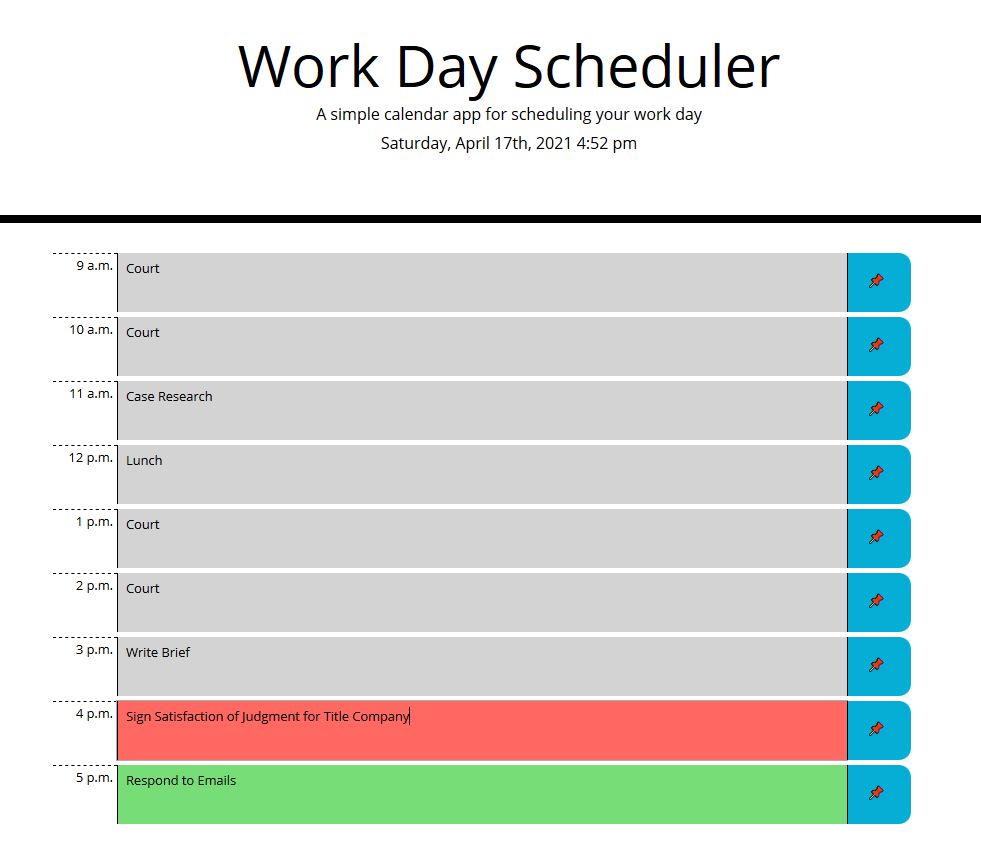 Work Day Scheduler
A simple calendar app for scheduling your work day
Saturday, April 17th, 2021 4:52 pm
9 a.m. Court
10 a.m. Court
11 a.m. Case Research
12 p.m. Lunch
1 p.m. Court
2 p.m. Court
3 p.m. Write Brief
4 p.m. Sign Satisfaction of Judgment for Title Company
5 p.m. Respond to Emails